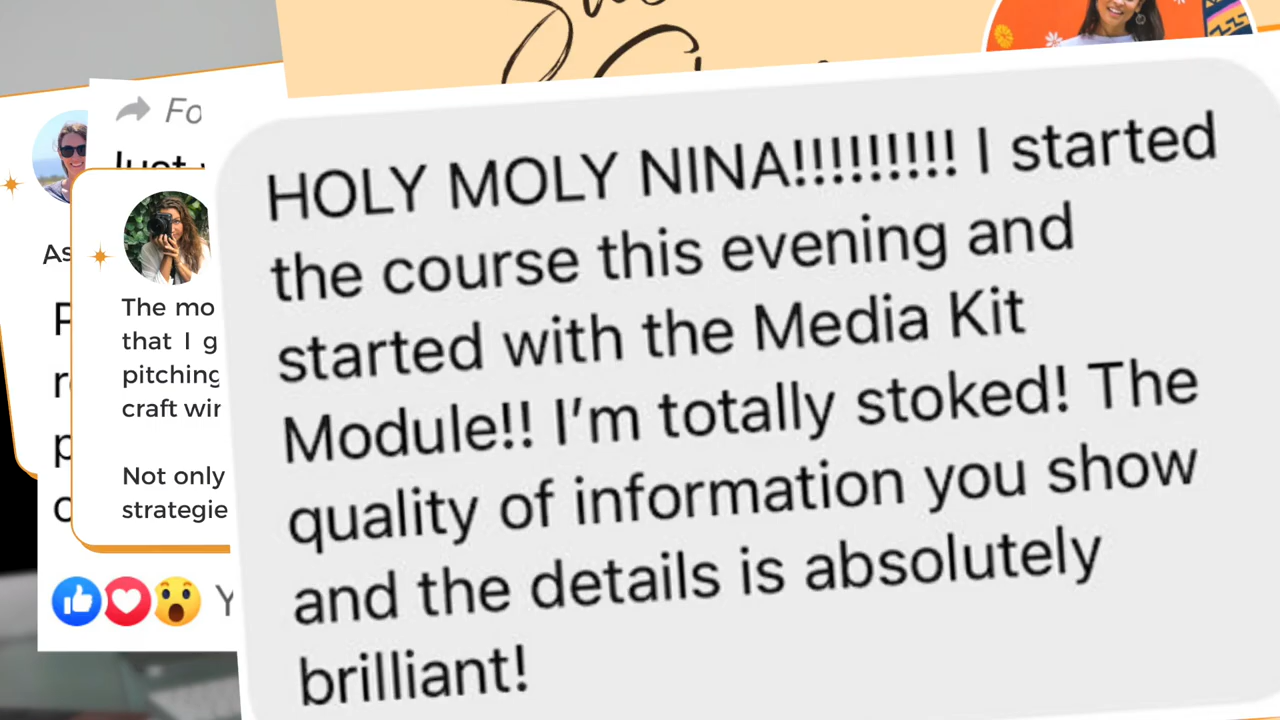 Fo
HOLY MOLY NINA!!!!!!!!! I started
the course this evening and
started with the Media Kit
Module!! I'm totally stoked! The
quality of information you show
and the details is absolutely
brilliant!
As
The mo
that I g
pitching
craft wir
Not only
strategie